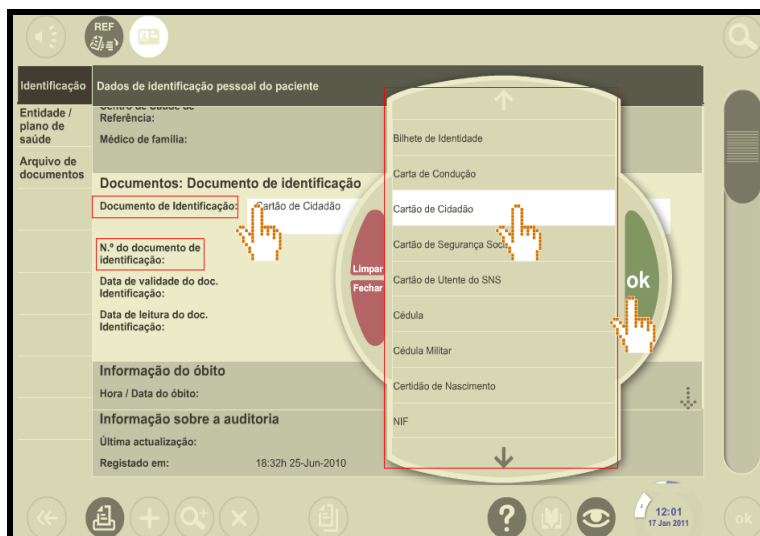 REF
Identificação
Dados de identificação pessoal do paciente
Entidade /
plano de
saúde
Arquivo de
documentos
Centro de Saúde de
Referência:
Médico de família:
Documentos: Documento de identificação
Documento de Identificação:
Cartão de Cidadão
N.º do documento de
identificação:
Data de validade do doc.
Identificação:
Data de leitura do doc.
Identificação:
Informação do óbito
Hora / Data do óbito:
Informação sobre a auditoria
Última actualização:
Registado em:
18:32h 25-Jun-2010
Limpar
Fechar
Bilhete de Identidade
Carta de Condução
Cartão de Cidadão
Cartão de Segurança
Cartão de Utente do SNS
Cédula
Cédula Militar
Certidão de Nascimento
NIF
ok
?
12:01
17 Jan 2011
ok